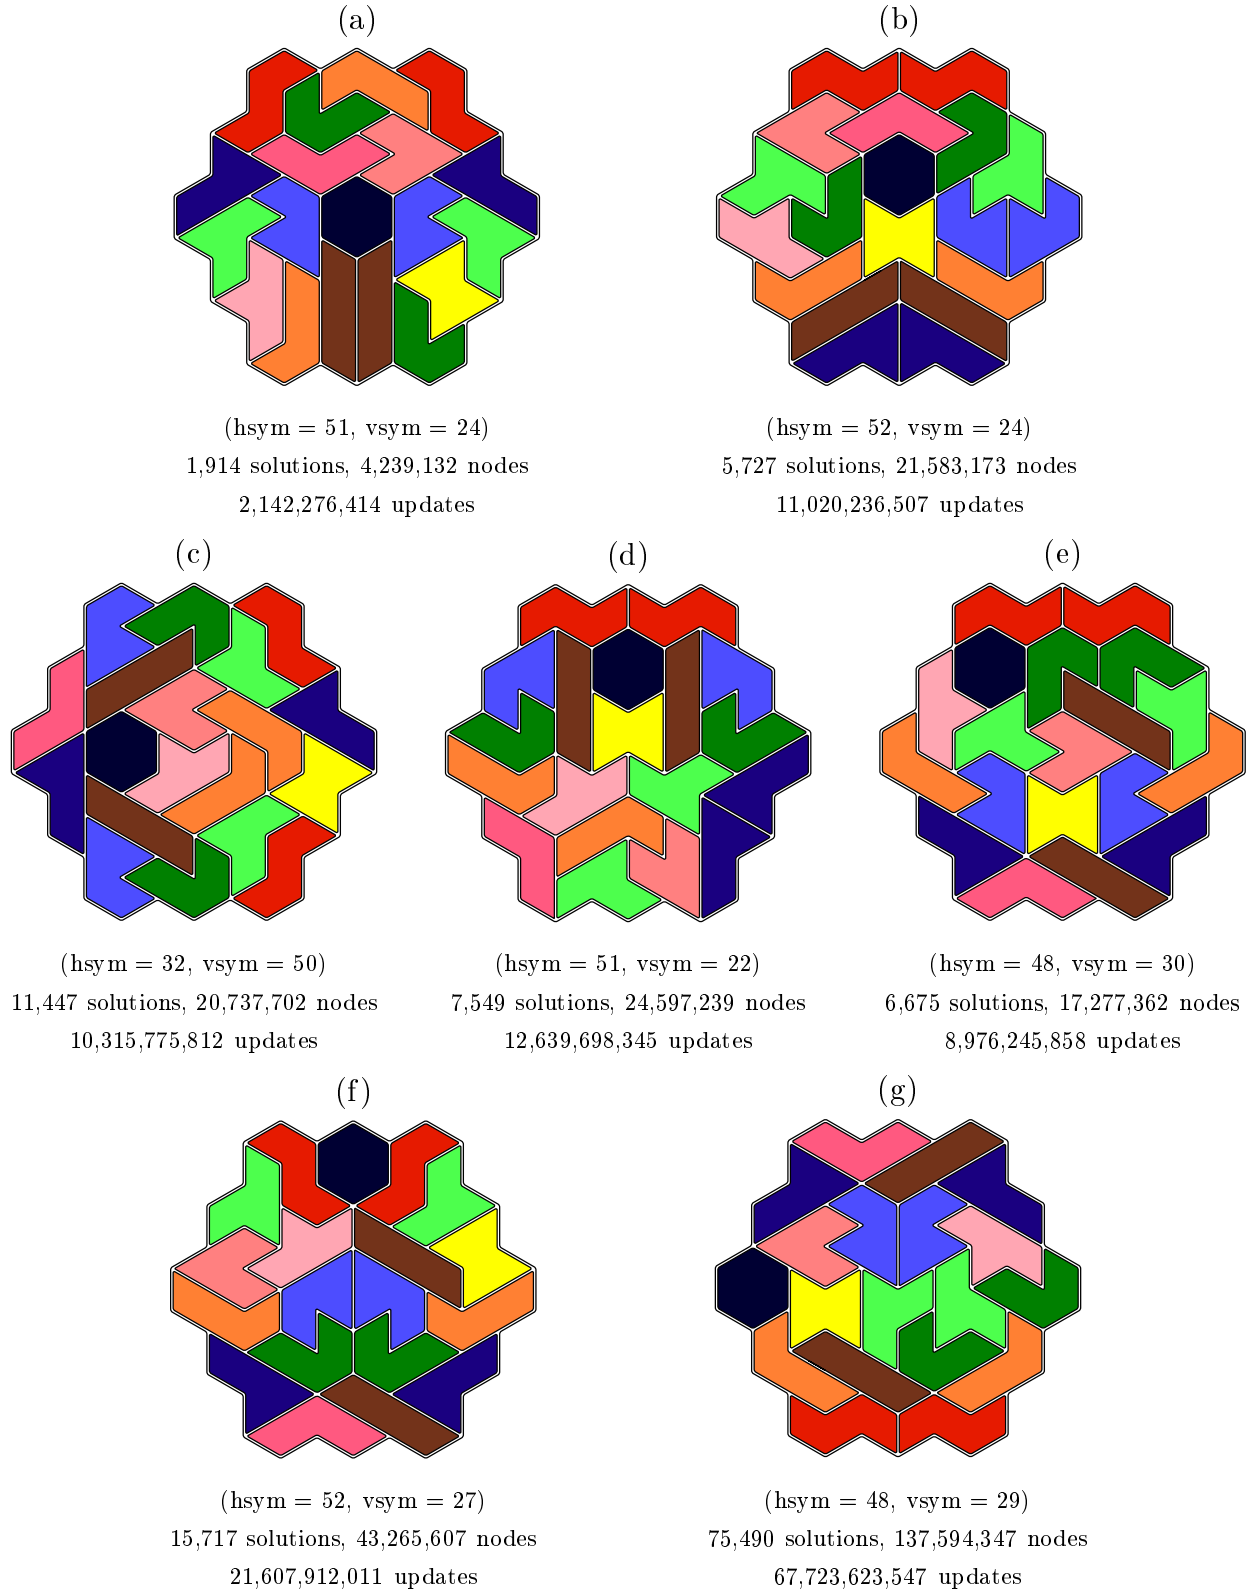 (a)
(b)
(hsym = 51, vsym = 24)
1,914 solutions, 4,239,132 nodes
2,142,276,414 updates
(hsym = 52, vsym = 24)
5,727 solutions, 21,583,173 nodes
11,020,236,507 updates
(c)
(d)
(e)
(hsym = 32, vsym = 50)
11,447 solutions, 20,737,702 nodes
10,315,775,812 updates
(hsym = 51, vsym = 22)
7,549 solutions, 24,597,239 nodes
12,639,698,345 updates
(hsym = 48, vsym = 30)
6,675 solutions, 17,277,362 nodes
8,976,245,858 updates
(f)
(g)
(hsym = 52, vsym = 27)
15,717 solutions, 43,265,607 nodes
21,607,912,011 updates
(hsym = 48, vsym = 29)
75,490 solutions, 137,594,347 nodes
67,723,623,547 updates